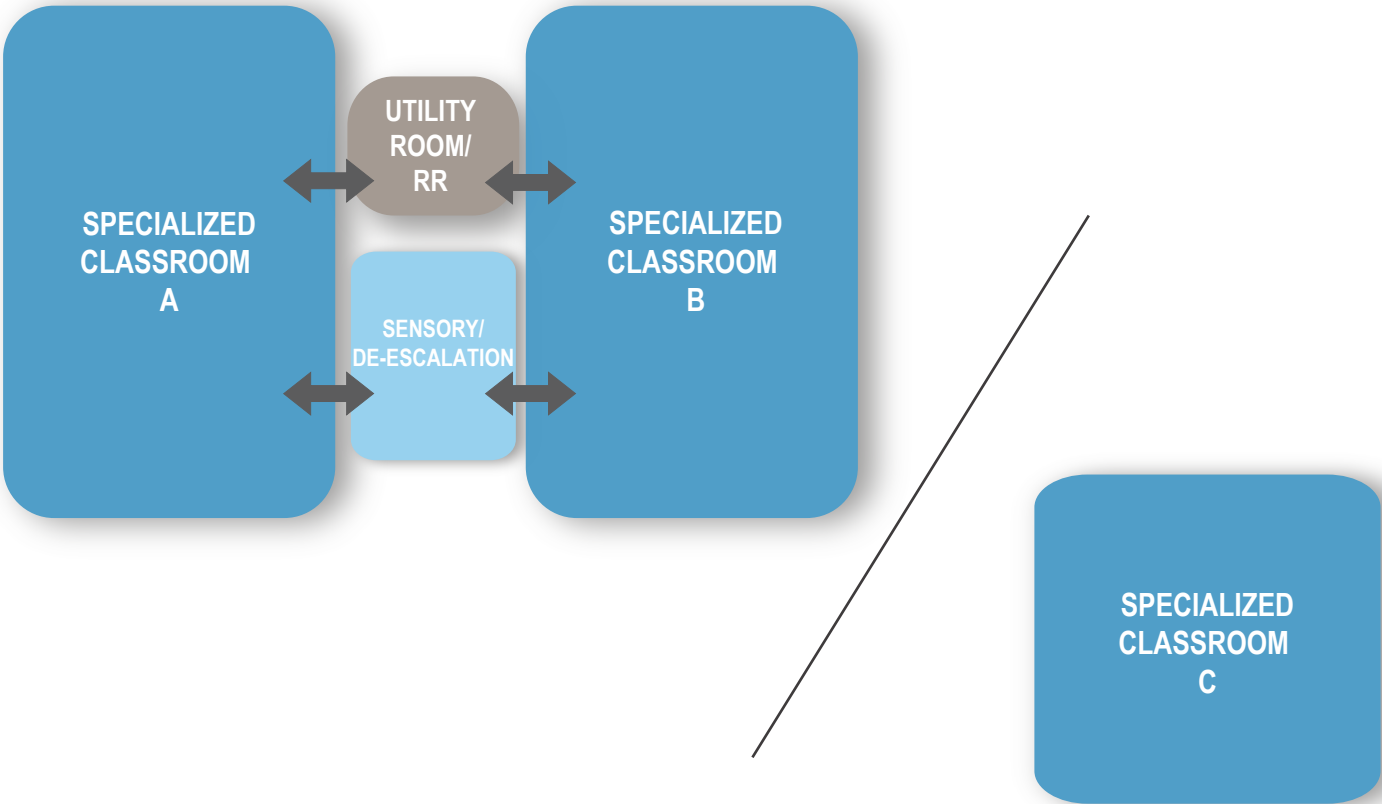 SPECIALIZED
CLASSROOM
A
UTILITY
ROOM/
RR
SENSORY/
DE-ESCALATION
SPECIALIZED
CLASSROOM
B
SPECIALIZED
CLASSROOM
C